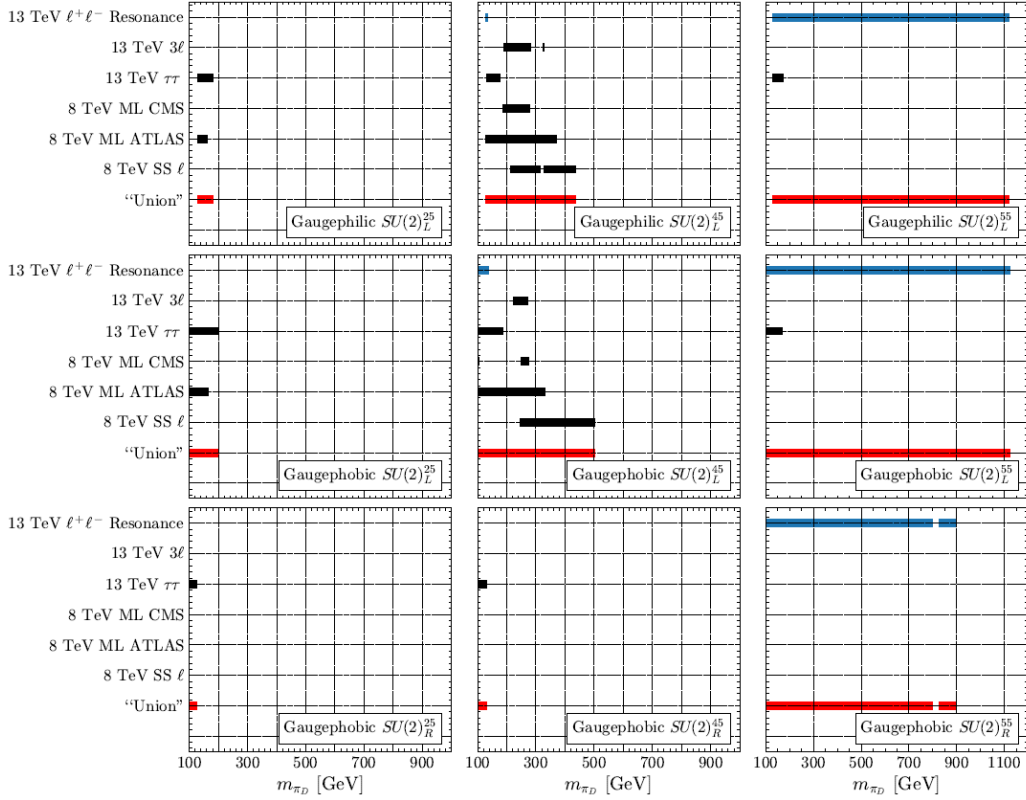 13 TeV ℓ⁺ℓ⁻ Resonance
13 TeV 3ℓ
13 TeV ττ
8 TeV ML CMS
8 TeV ML ATLAS
8 TeV SS ℓ
“Union”
Gaugephilic SU(2)_L^25
Gaugephilic SU(2)_L^45
Gaugephilic SU(2)_L^55
13 TeV ℓ⁺ℓ⁻ Resonance
13 TeV 3ℓ
13 TeV ττ
8 TeV ML CMS
8 TeV ML ATLAS
8 TeV SS ℓ
“Union”
Gaugephobic SU(2)_L^25
Gaugephobic SU(2)_L^45
Gaugephobic SU(2)_L^55
13 TeV ℓ⁺ℓ⁻ Resonance
13 TeV 3ℓ
13 TeV ττ
8 TeV ML CMS
8 TeV ML ATLAS
8 TeV SS ℓ
“Union”
Gaugephobic SU(2)_R^25
Gaugephobic SU(2)_R^45
Gaugephobic SU(2)_R^55
100 300 500 700 900
100 300 500 700 900
100 300 500 700 900 1100
m_{π_D} [GeV]
m_{π_D} [GeV]
m_{π_D} [GeV]